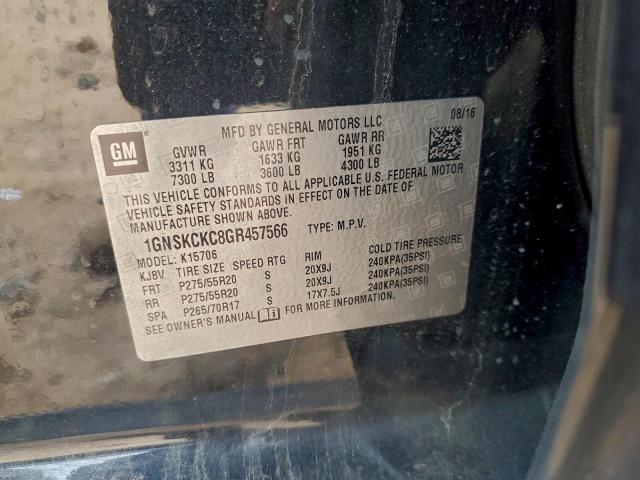 MFD BY GENERAL MOTORS LLC
08/16
GM
GVWR GAWR FRT GAWR RR
3311 KG 1633 KG 1951 KG
7300 LB 3600 LB 4300 LB
THIS VEHICLE CONFORMS TO ALL APPLICABLE U.S. FEDERAL MOTOR
VEHICLE SAFETY STANDARDS IN EFFECT ON THE DATE OF
MANUFACTURE SHOWN ABOVE.
1GNSKCKC8GR457566 TYPE: M.P.V.
MODEL: K15706
KJBV TIRE SIZE SPEED RTG RIM COLD TIRE PRESSURE
FRT P275/55R20 S 20X9J 240KPA(35PSI)
RR P275/55R20 S 20X9J 240KPA(35PSI)
SPA P265/70R17 S 17X7.5J 240KPA(35PSI)
SEE OWNER'S MANUAL FOR MORE INFORMATION.